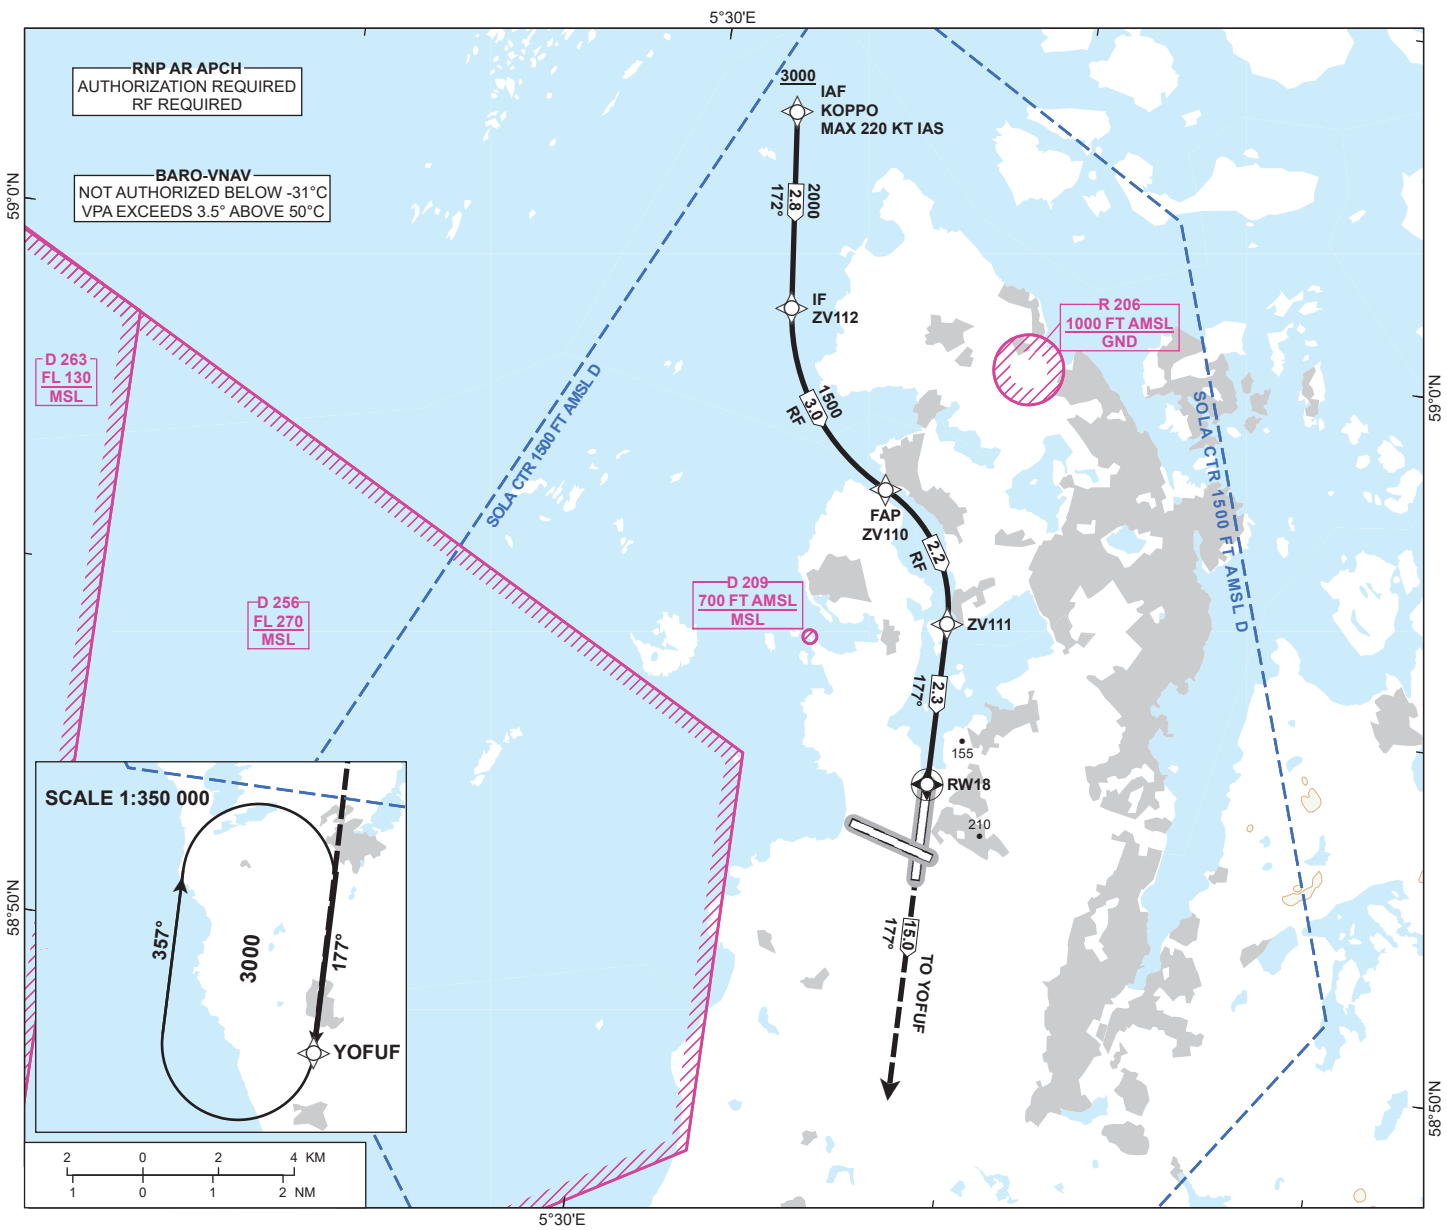 5°30'E
RNP AR APCH
AUTHORIZATION REQUIRED
RF REQUIRED
BARO-VNAV
NOT AUTHORIZED BELOW -31°C
VPA EXCEEDS 3.5° ABOVE 50°C
59°0'N
3000
IAF
KOPPO
MAX 220 KT IAS
2000
2.8
172°
IF
ZV112
R 206
1000 FT AMSL
GND
D 263
FL 130
MSL
SOLA CTR 1500 FT AMSL D
1500
3.0
RF
59°0'N
SOLA CTR 1500 FT AMSL D
FAP
ZV110
2.2
RF
D 256
FL 270
MSL
D 209
700 FT AMSL
MSL
ZV111
2.3
177°
155
RW18
210
SCALE 1:350 000
357°
3000
177°
YOFUF
58°50'N
15.0
177°
TO YOFUF
58°50'N
2 0 2 4 KM
1 0 1 2 NM
5°30'E